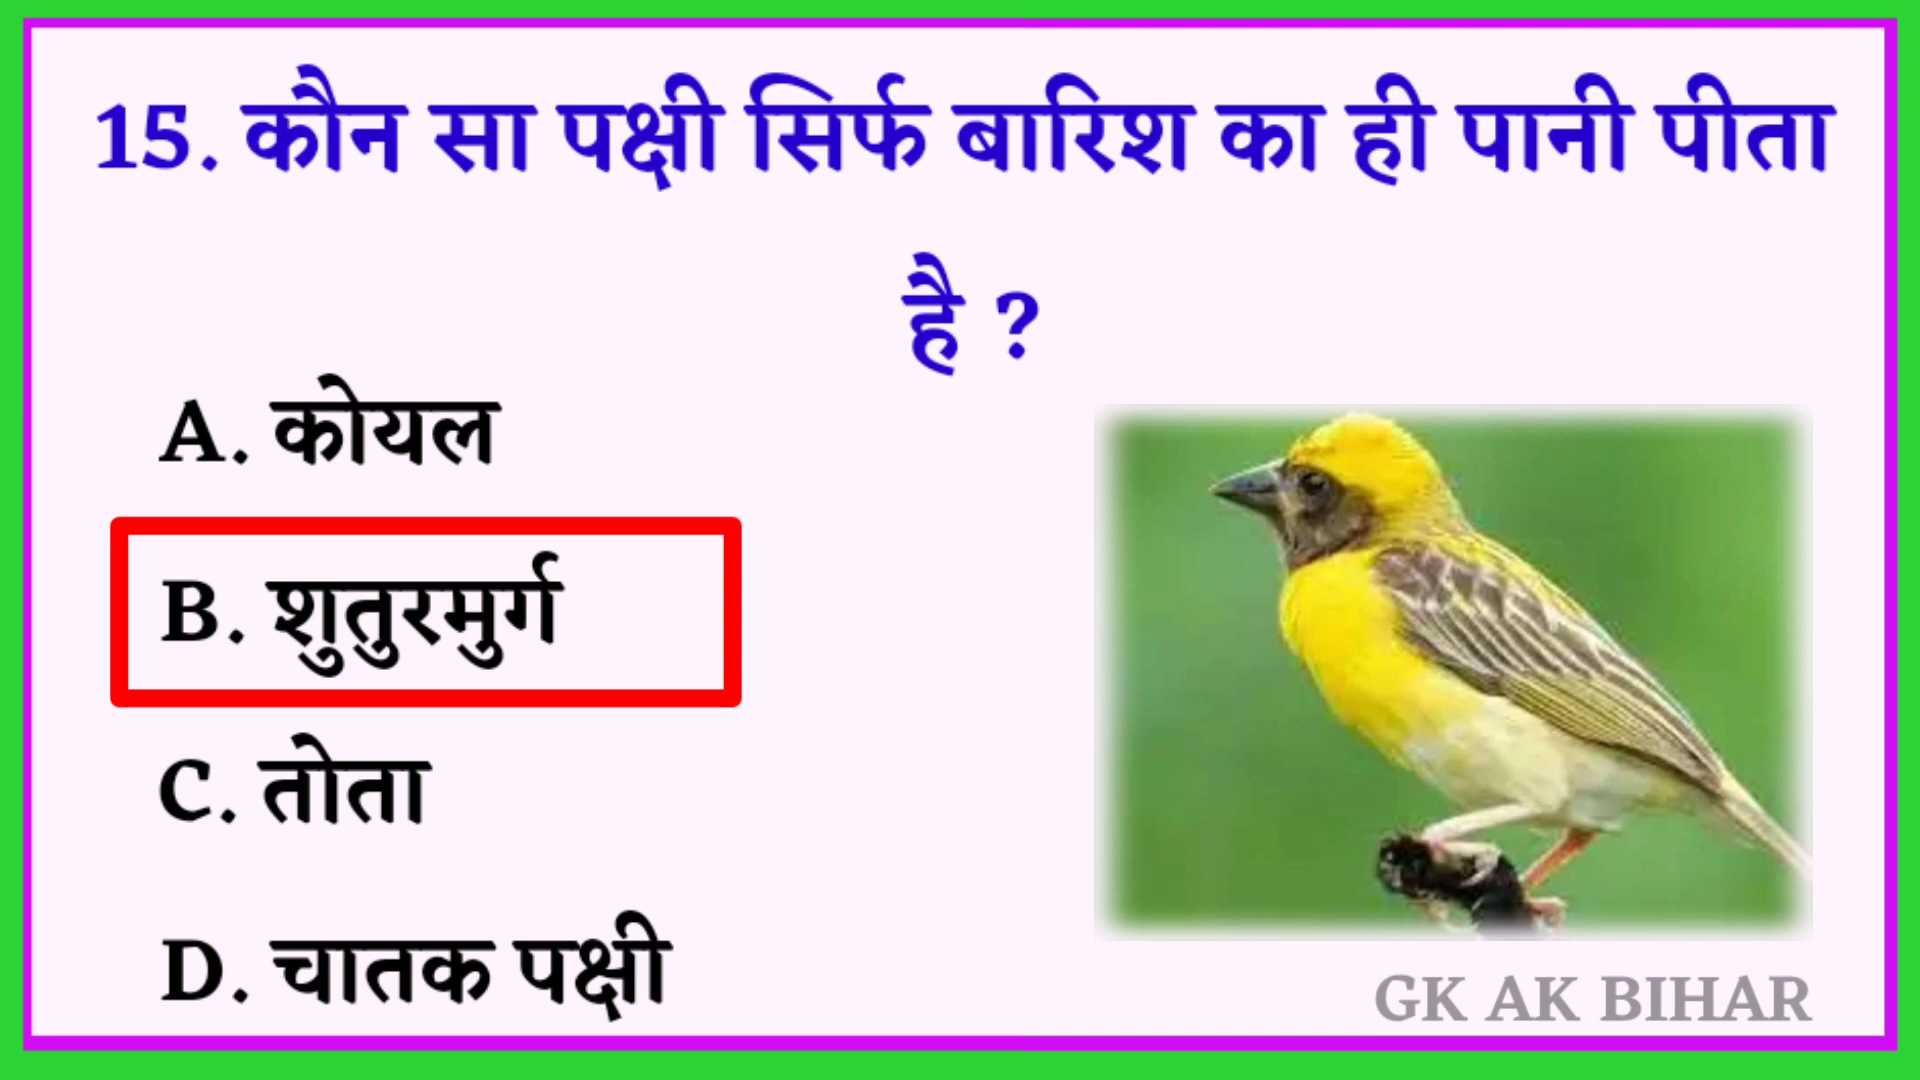 15. कौन सा पक्षी सिर्फ बारिश का ही पानी पीता
है ?
A. कोयल
B. शुतुरमुर्ग
C. तोता
D. चातक पक्षी
GK AK BIHAR